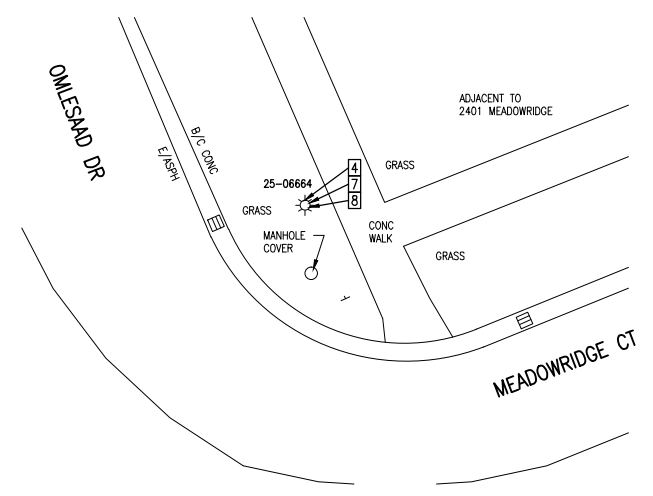 OMLESAAD DR
E/ASPH
B/C CONC
ADJACENT TO
2401 MEADOWRIDGE
25-06664
4
7
8
GRASS
GRASS
MANHOLE
COVER
CONC
WALK
GRASS
MEADOWRIDGE CT